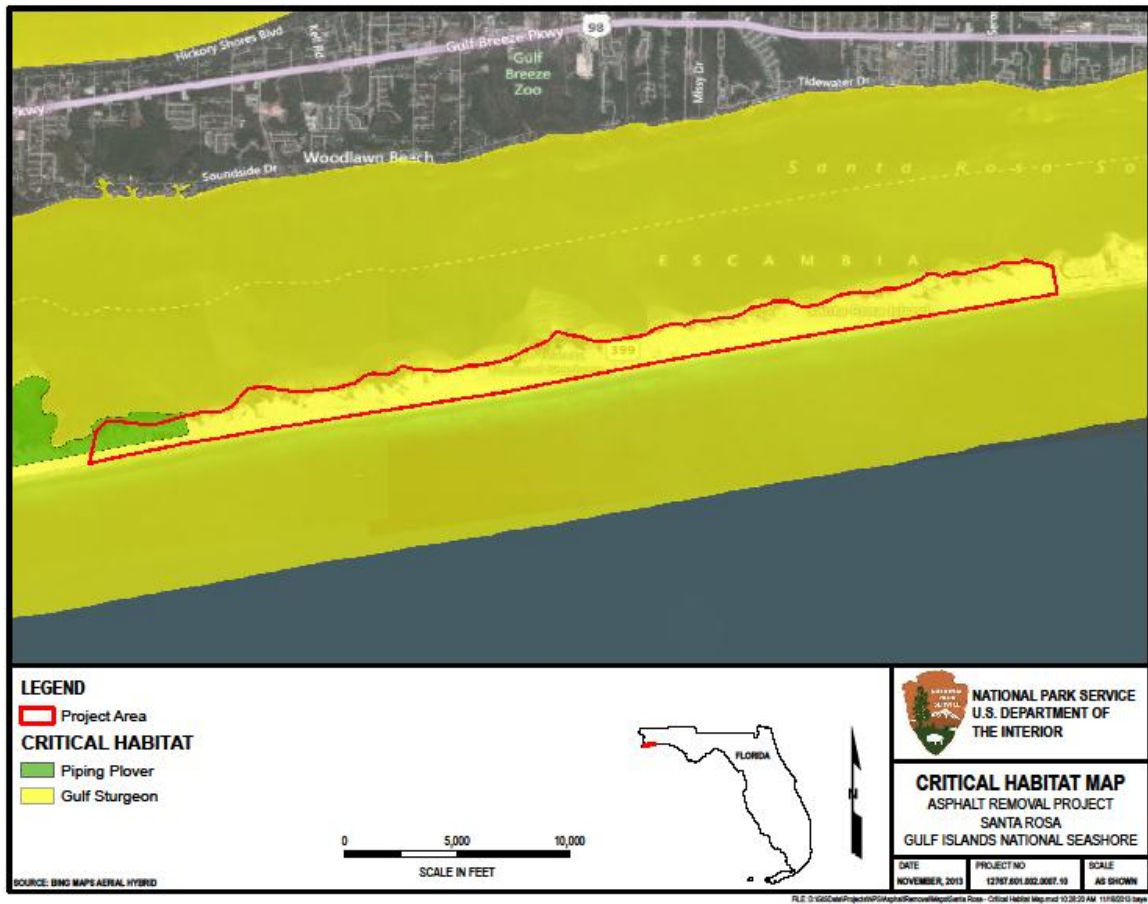 Hickory Shores Blvd
Kell Rd
Gulf Breeze Pkwy
98
Pkwy
Gulf
Breeze
Zoo
Missy Dr
Tidewater Dr
Woodlawn Beach
Soundside Dr
Santa Rosa So
ESCAMBIA
399
LEGEND
Project Area
CRITICAL HABITAT
Piping Plover
Gulf Sturgeon
SOURCE: BING MAPS AERIAL HYBRID
0 5,000 10,000
SCALE IN FEET
FLORIDA
N
NATIONAL PARK SERVICE
U.S. DEPARTMENT OF
THE INTERIOR
CRITICAL HABITAT MAP
ASPHALT REMOVAL PROJECT
SANTA ROSA
GULF ISLANDS NATIONAL SEASHORE
DATE PROJECT NO SCALE
NOVEMBER, 2013 12767.601.002.0007.10 AS SHOWN